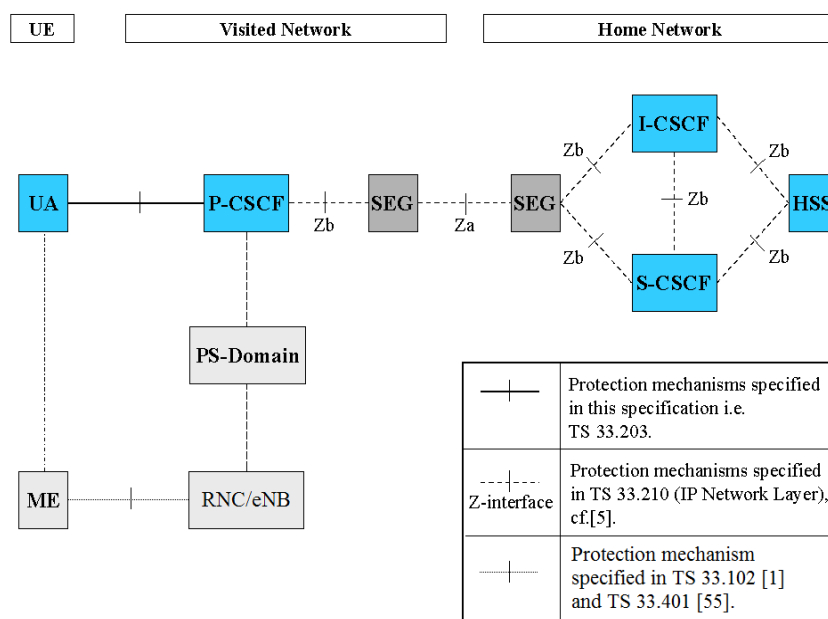 UE
Visited Network
Home Network
I-CSCF
Zb
Zb
UA
P-CSCF
SEG
SEG
Zb
HSS
Zb
Za
Zb
Zb
S-CSCF
PS-Domain
ME
RNC/eNB
Protection mechanisms specified
in this specification i.e.
TS 33.203.
Z-interface
Protection mechanisms specified
in TS 33.210 (IP Network Layer),
cf.[5].
Protection mechanism
specified in TS 33.102 [1]
and TS 33.401 [55].